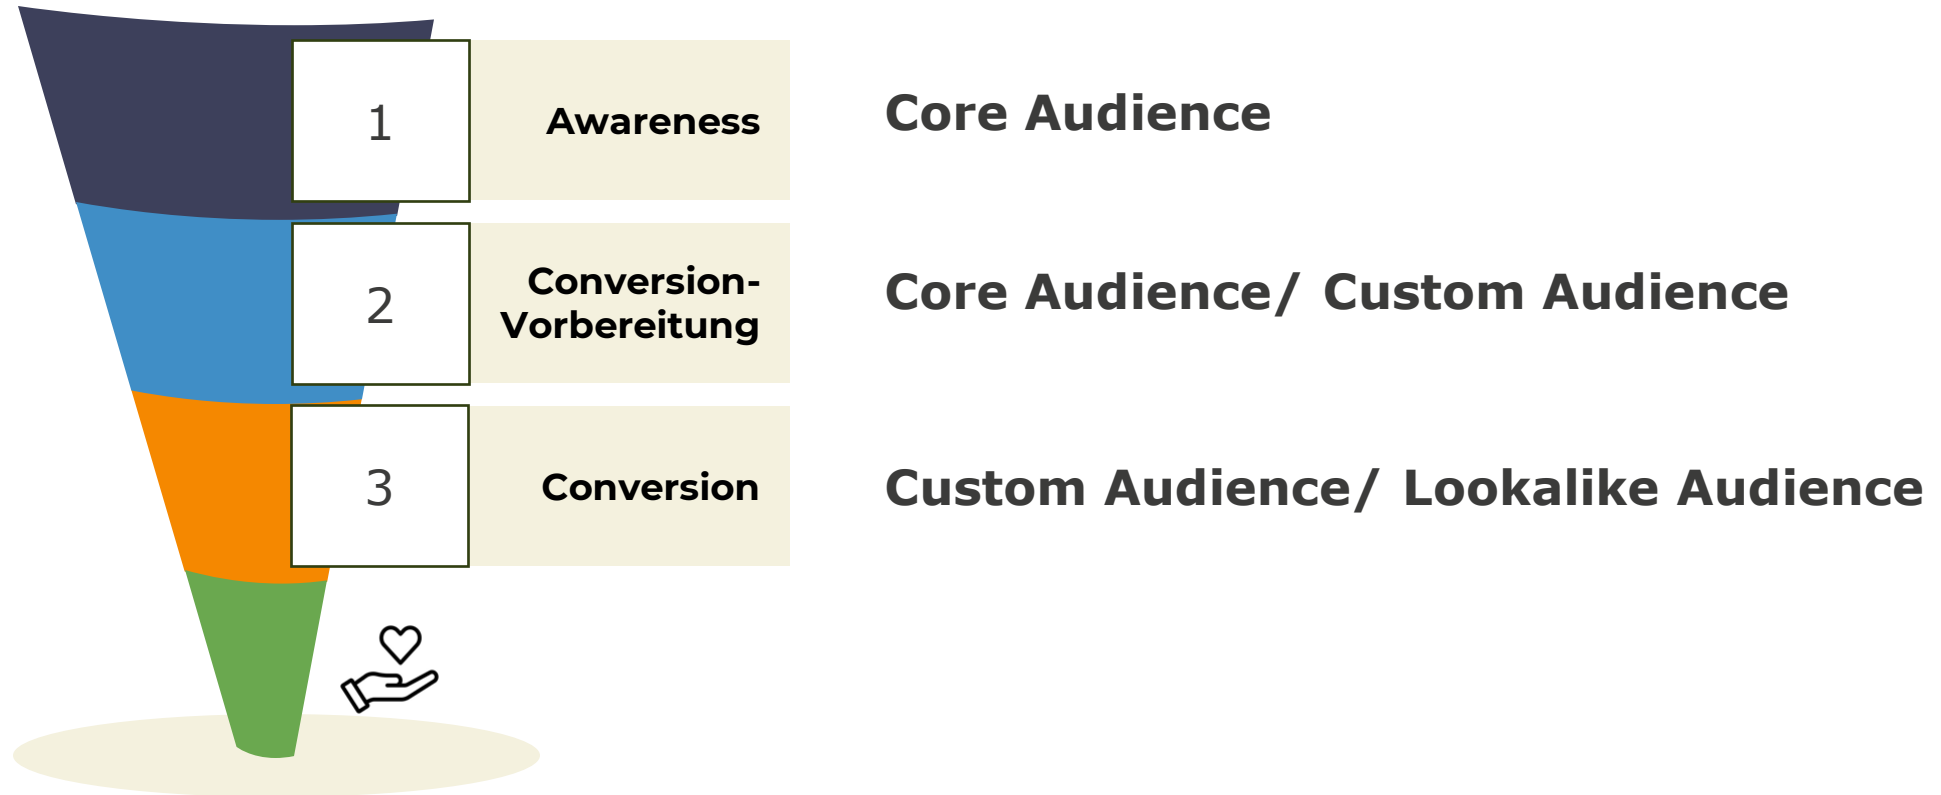 1
Awareness
Core Audience
2
Conversion-
Vorbereitung
Core Audience/ Custom Audience
3
Conversion
Custom Audience/ Lookalike Audience